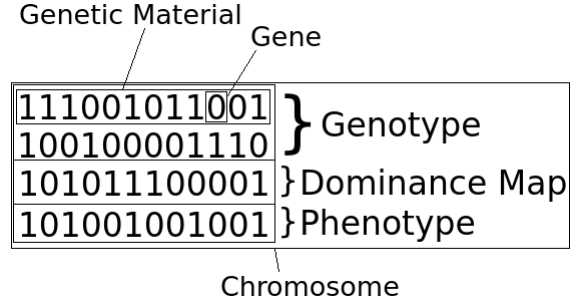 Genetic Material
Gene
111001011001
100100001110
} Genotype
101011100001 }Dominance Map
101001001001 }Phenotype
Chromosome